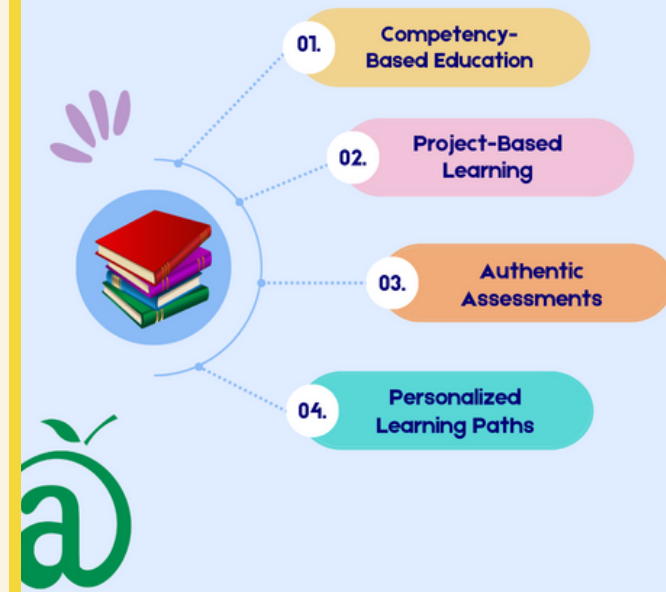 01.
Competency-
Based Education
02.
Project-Based
Learning
03.
Authentic
Assessments
04.
Personalized
Learning Paths
a